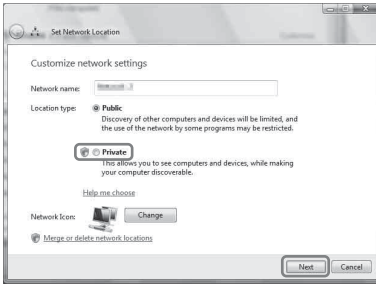 Set Network Location
Customize network settings
Network name:
Location type:
Public
Discovery of other computers and devices will be limited, and
the use of the network by some programs may be restricted.
Private
This allows you to see computers and devices, while making
your computer discoverable.
Help me choose
Network Icon:
Change
Merge or delete network locations
Next
Cancel